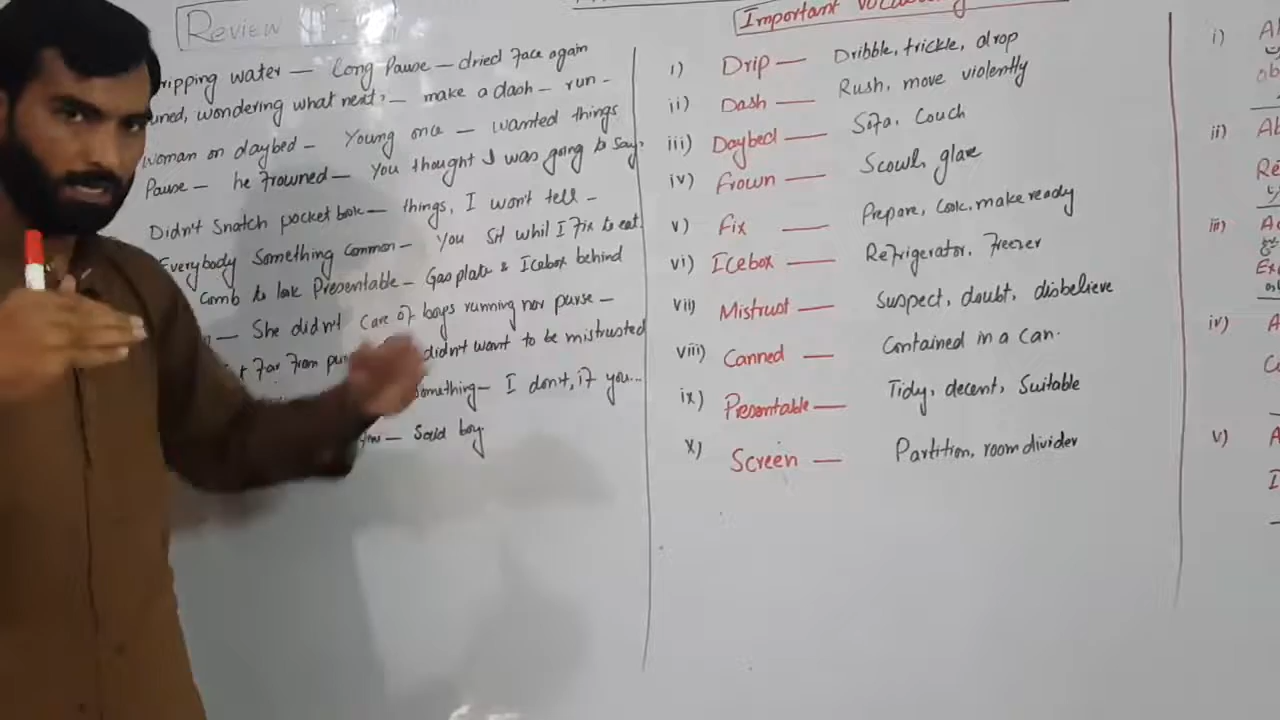 Review
Important
ripping water — Long Pause — dried face again
wondering what next, — make a dash — run -
woman on daybed — Young once — wanted things
Pause — he frowned — You thought I was going to say,
Didn't Snatch pocket book — things, I won't tell -
Everybody Something common — You sit whil I fix to eat
Comb to look Presentable — Gas plate & Icebox behind
— She didn't care of boys running nor purse —
far from didn't want to be mistrusted
something — I don't, if you...
— Said boy.
i) Drip — Dribble, trickle, drop
ii) Dash — Rush, move violently
iii) Daybed — Sofa, Couch
iv) Frown — Scowl, glare
v) Fix — Prepare, Cook, make ready
vi) Icebox — Refrigerator, Freezer
vii) Mistrust — Suspect, doubt, disbelieve
viii) Canned — Contained in a can.
ix) Presentable — Tidy, decent, Suitable
x) Screen — Partition, room divider
i)
ii)
iii)
iv)
v)